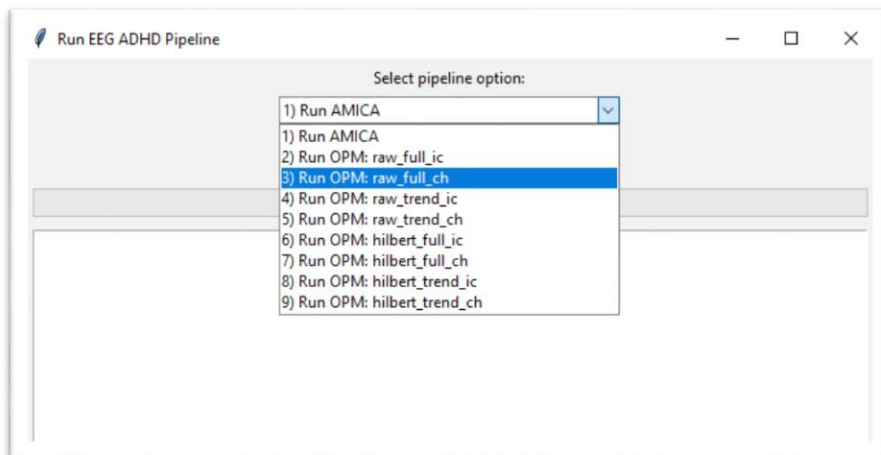 Run EEG ADHD Pipeline
Select pipeline option:
1) Run AMICA
1) Run AMICA
2) Run OPM: raw_full_ic
3) Run OPM: raw_full_ch
4) Run OPM: raw_trend_ic
5) Run OPM: raw_trend_ch
6) Run OPM: hilbert_full_ic
7) Run OPM: hilbert_full_ch
8) Run OPM: hilbert_trend_ic
9) Run OPM: hilbert_trend_ch